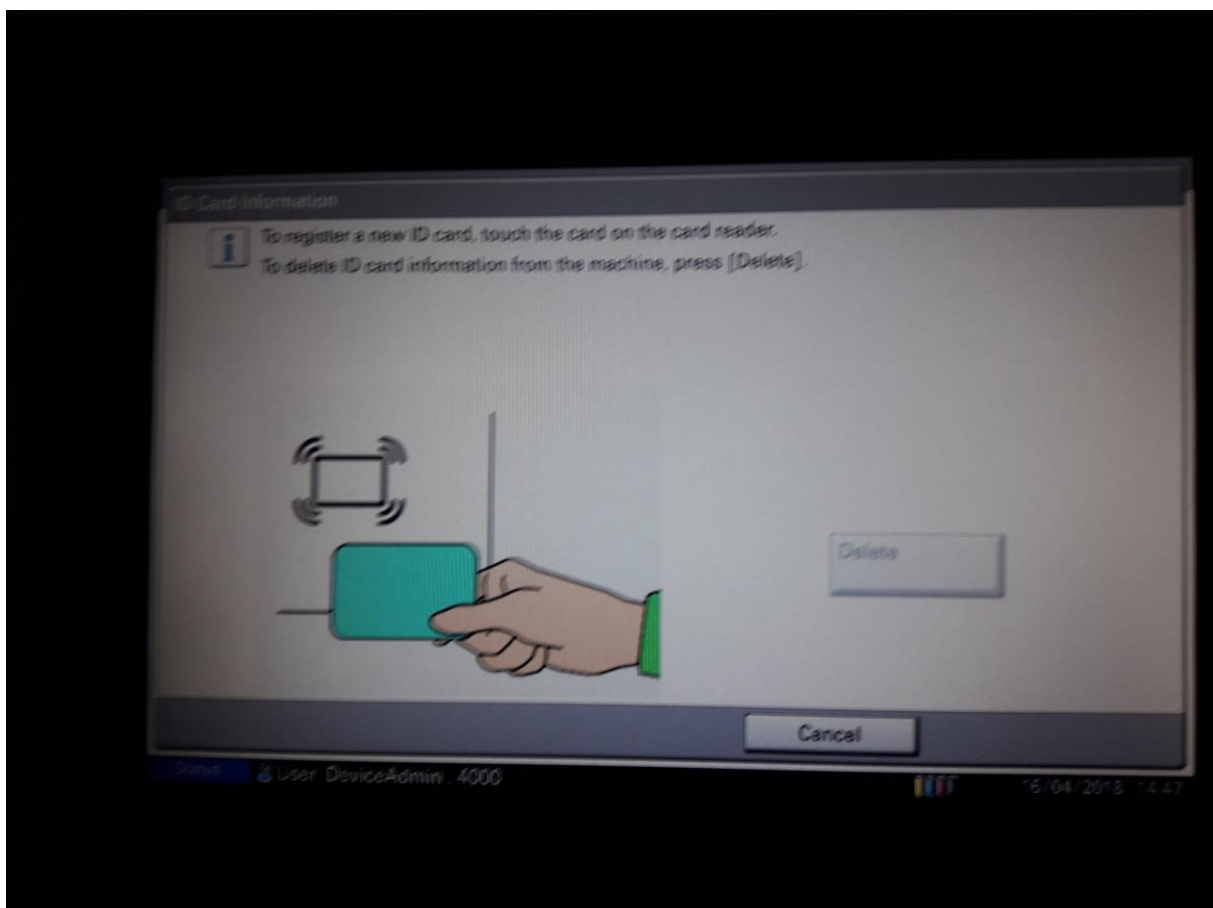 ID Card Information
To register a new ID card, touch the card on the card reader.
To delete ID card information from the machine, press [Delete].
Delete
Cancel
Status
User DeviceAdmin : 4000
16/04/2018 14:47